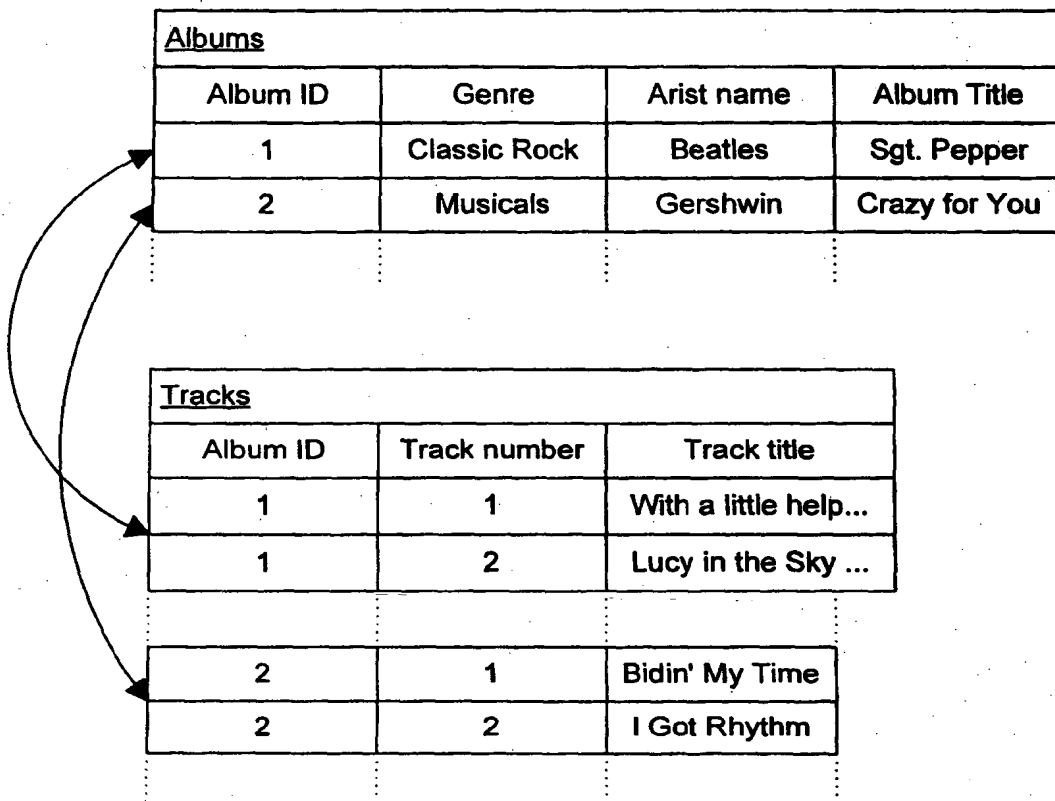 Albums
Album ID Genre Arist name Album Title
1 Classic Rock Beatles Sgt. Pepper
2 Musicals Gershwin Crazy for You
Tracks
Album ID Track number Track title
1 1 With a little help...
1 2 Lucy in the Sky ...
2 1 Bidin' My Time
2 2 I Got Rhythm